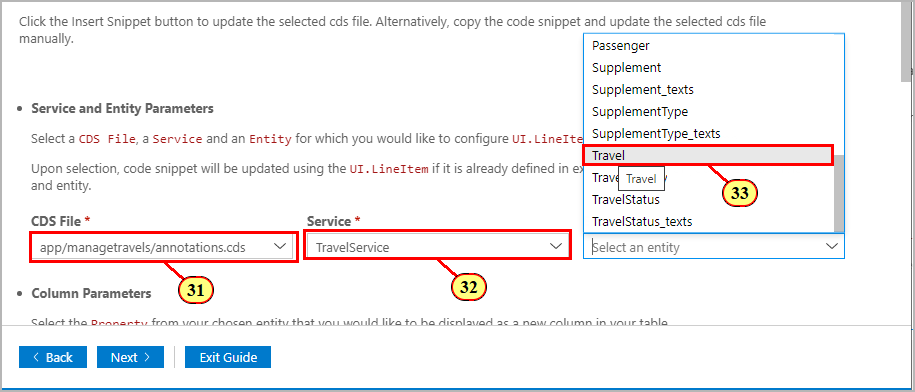 Click the Insert Snippet button to update the selected cds file. Alternatively, copy the code snippet and update the selected cds file
manually.
Passenger
Supplement
Supplement_texts
SupplementType
SupplementType_texts
Travel
Travel
TravelStatus
TravelStatus_texts
• Service and Entity Parameters
Select a CDS File, a Service and an Entity for which you would like to configure UI.LineIte
Upon selection, code snippet will be updated using the UI.LineItem if it is already defined in ex
and entity.
33
CDS File *
Service *
app/managetravels/annotations.cds
TravelService
Select an entity
31
32
• Column Parameters
Select the Property from your chosen entity that you would like to be displayed as a new column in your table
< Back
Next >
Exit Guide